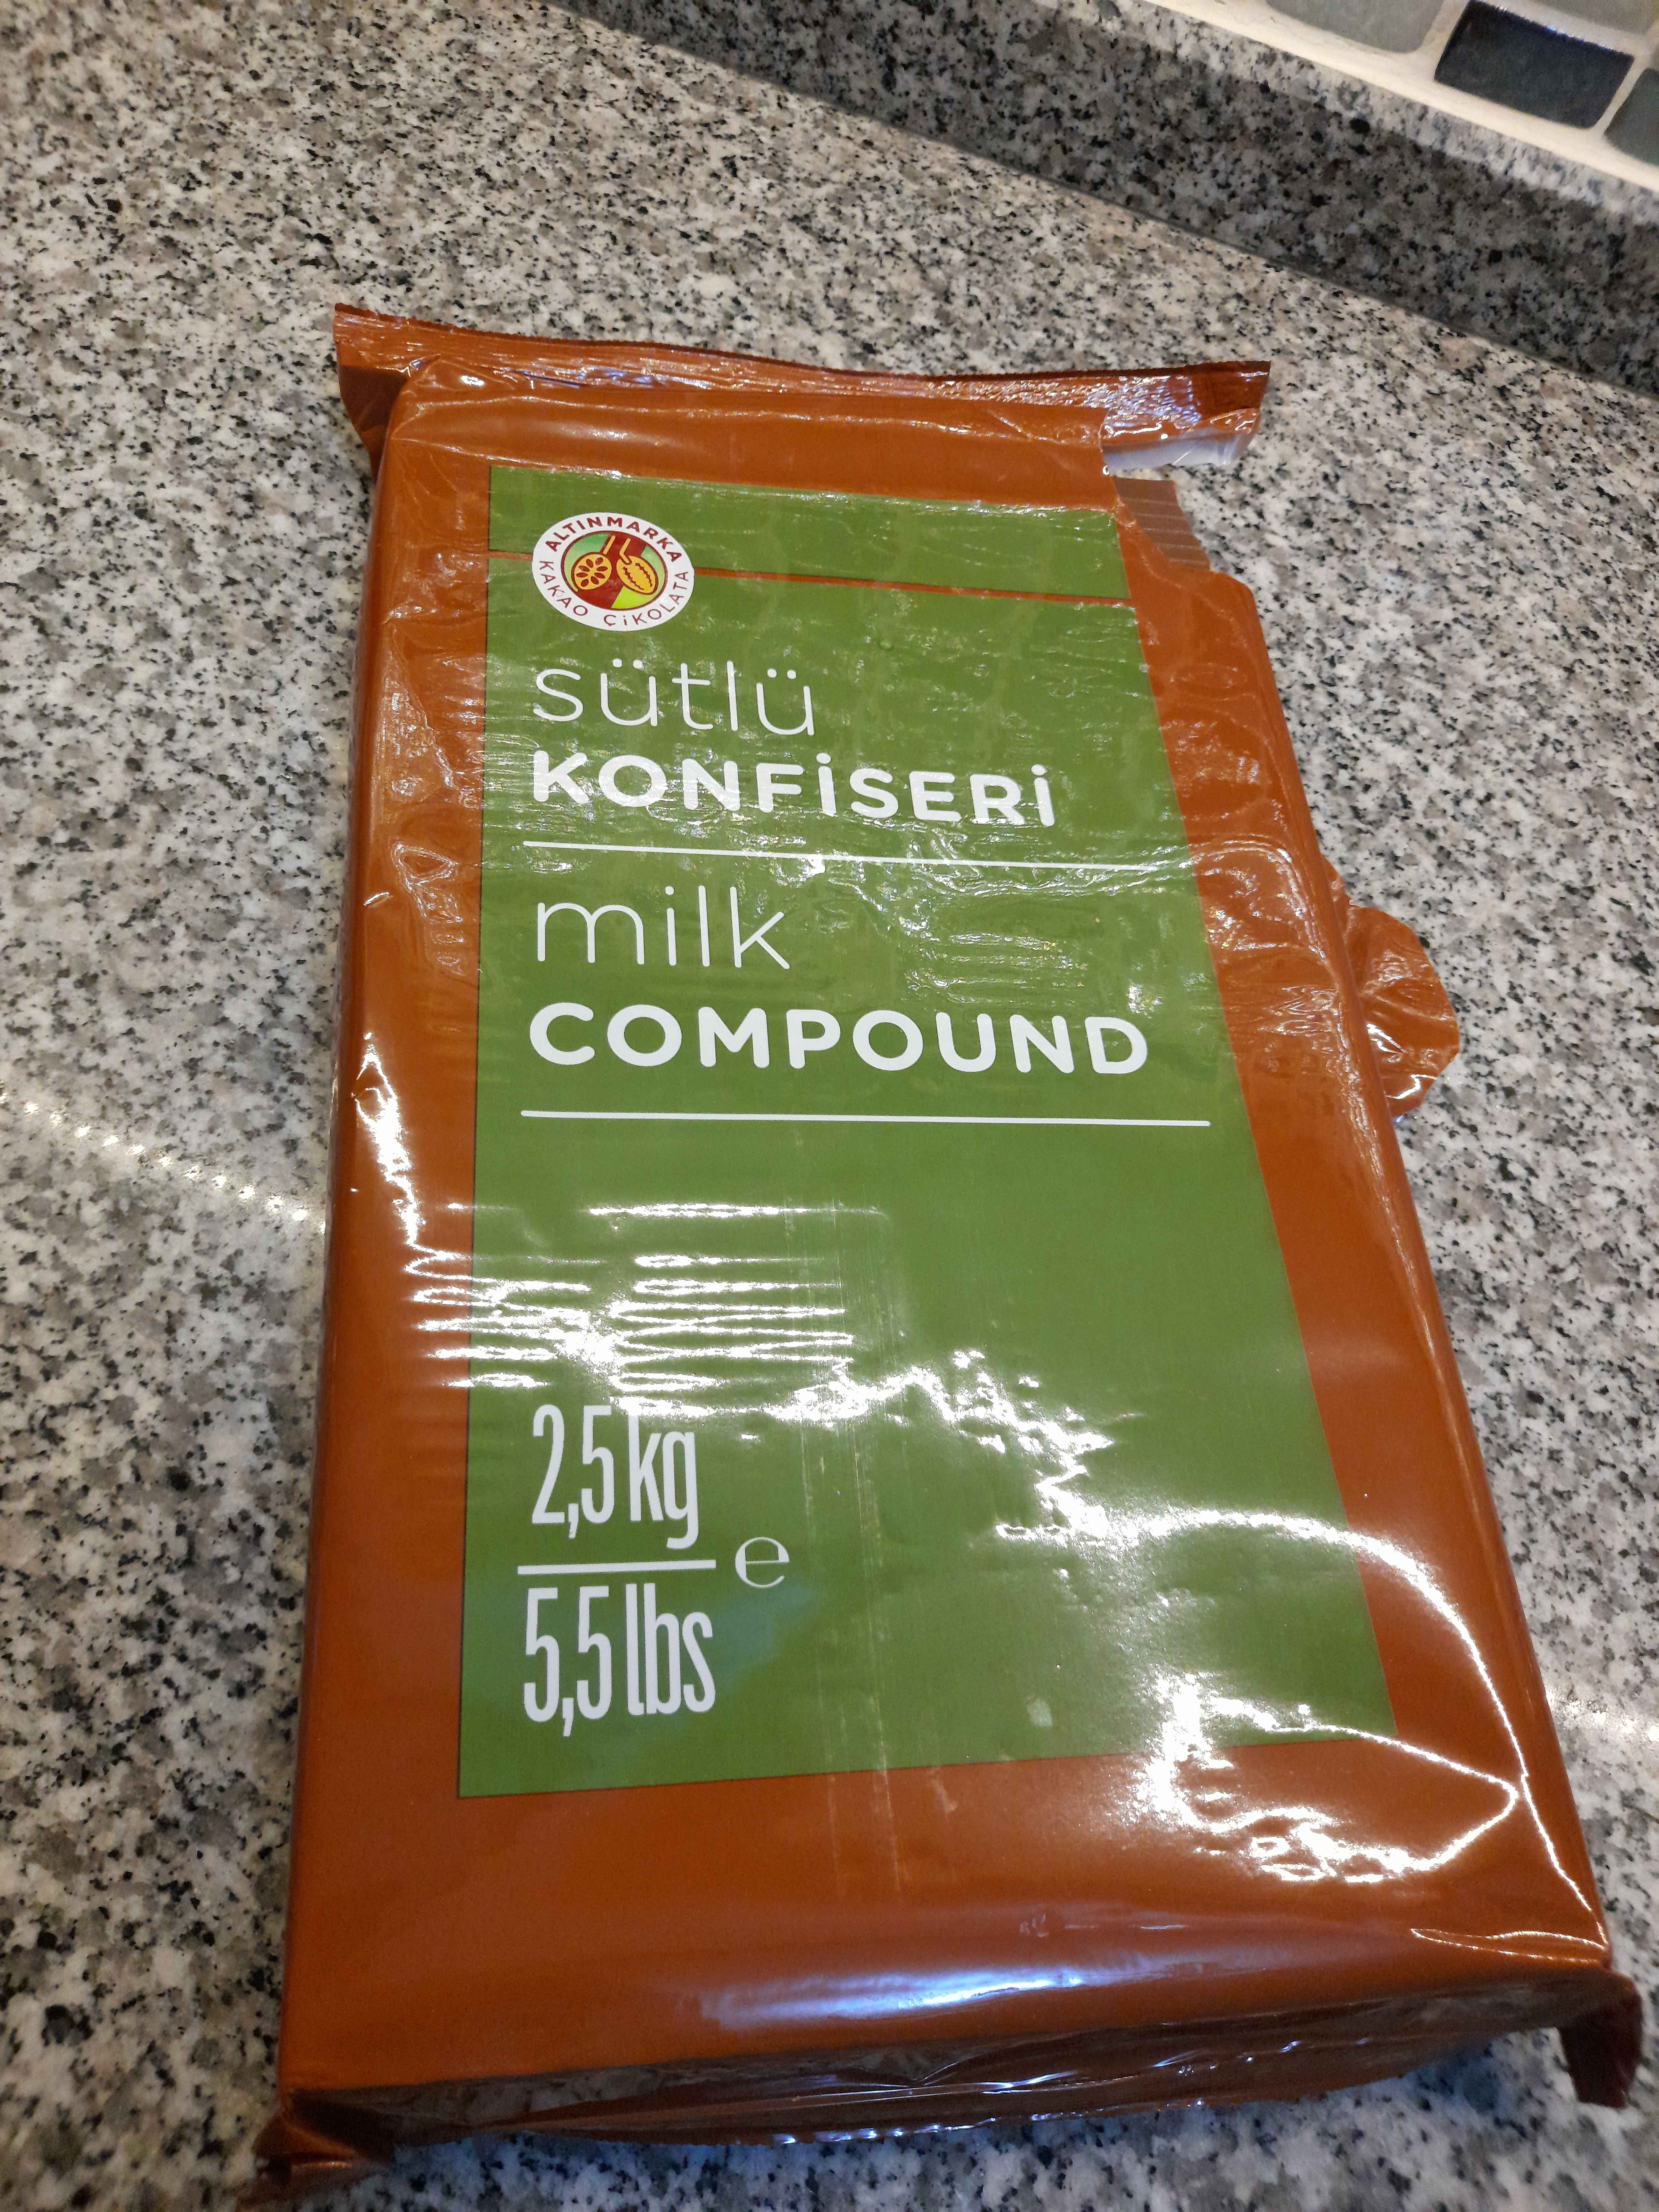 ALTINMARKA
KAKAO ÇİKOLATA
sütlü
KONFİSERİ
milk
COMPOUND
2,5 kg
5,5 lbs
e